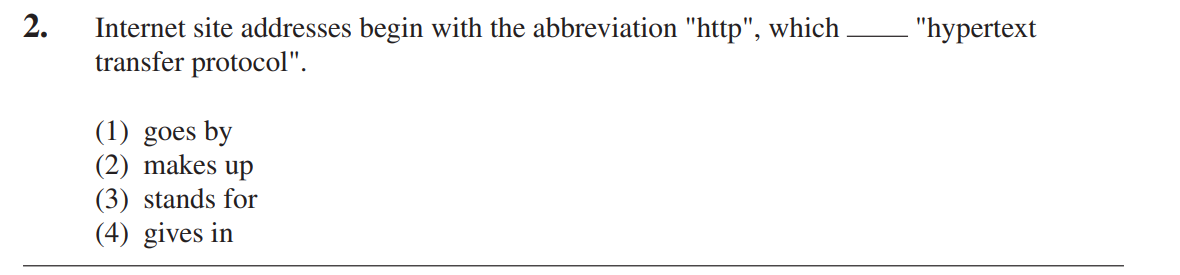 2. Internet site addresses begin with the abbreviation "http", which ____ "hypertext
transfer protocol".
(1) goes by
(2) makes up
(3) stands for
(4) gives in